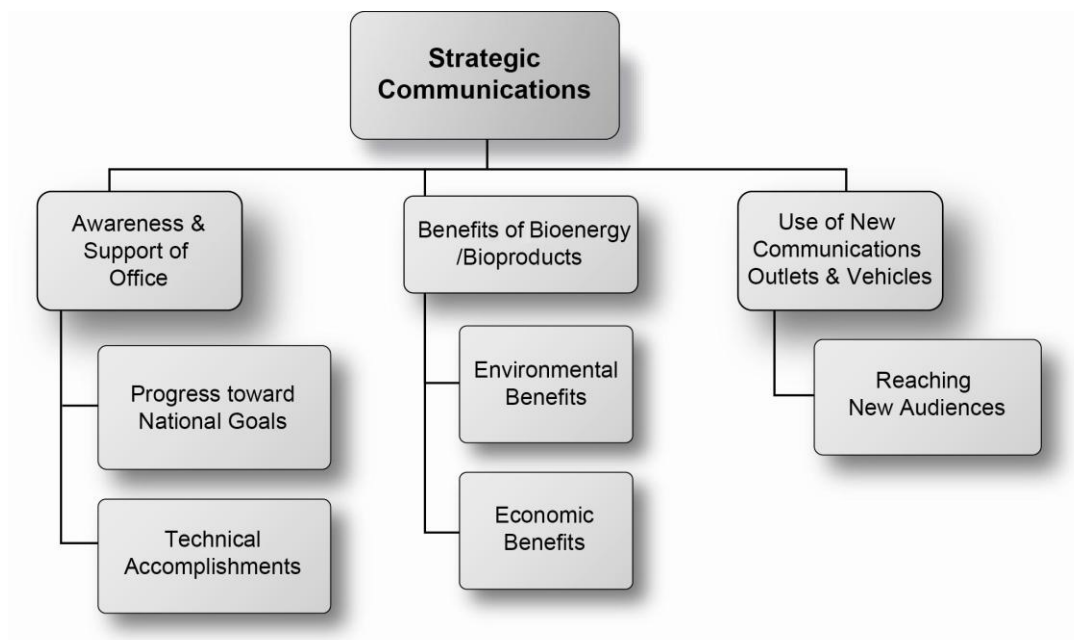 Strategic
Communications
Awareness &
Support of
Office
Benefits of Bioenergy
/Bioproducts
Use of New
Communications
Outlets & Vehicles
Progress toward
National Goals
Environmental
Benefits
Reaching
New Audiences
Technical
Accomplishments
Economic
Benefits